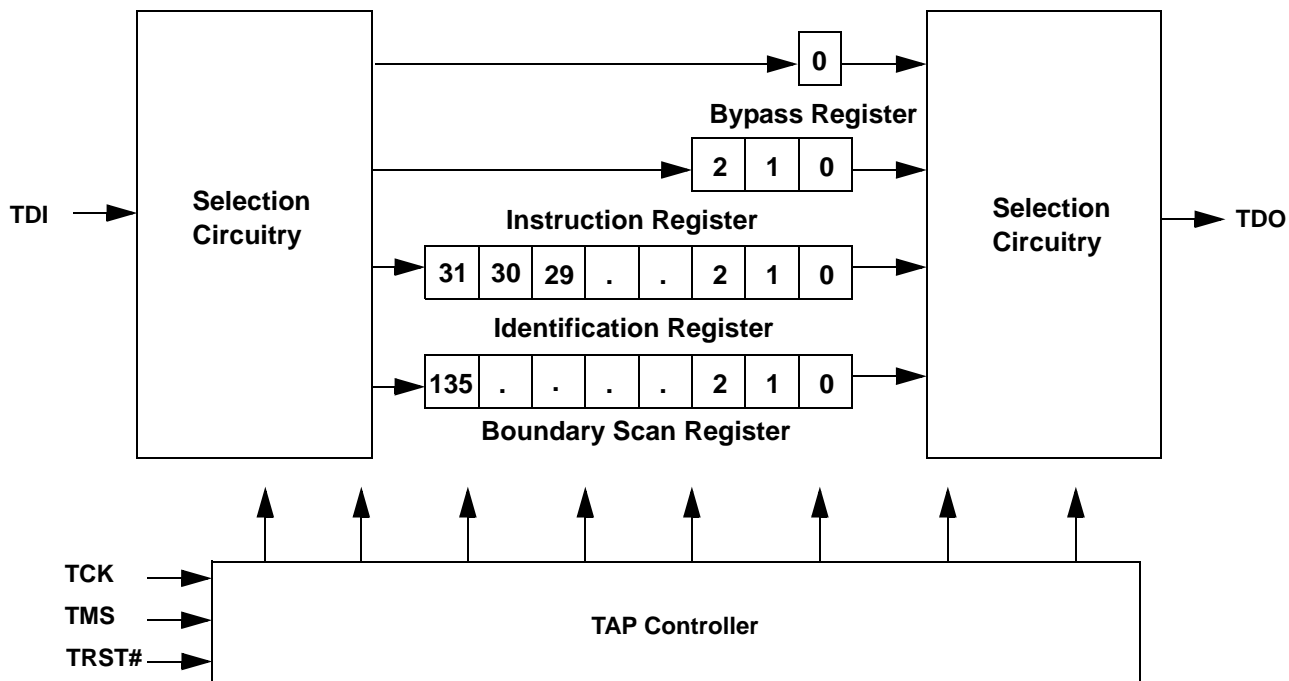 0
Bypass Register
2 1 0
Selection
Circuitry
Selection
Circuitry
TDI
TDO
Instruction Register
31 30 29 . . 2 1 0
Identification Register
135 . . . . 2 1 0
Boundary Scan Register
TCK
TMS
TRST#
TAP Controller